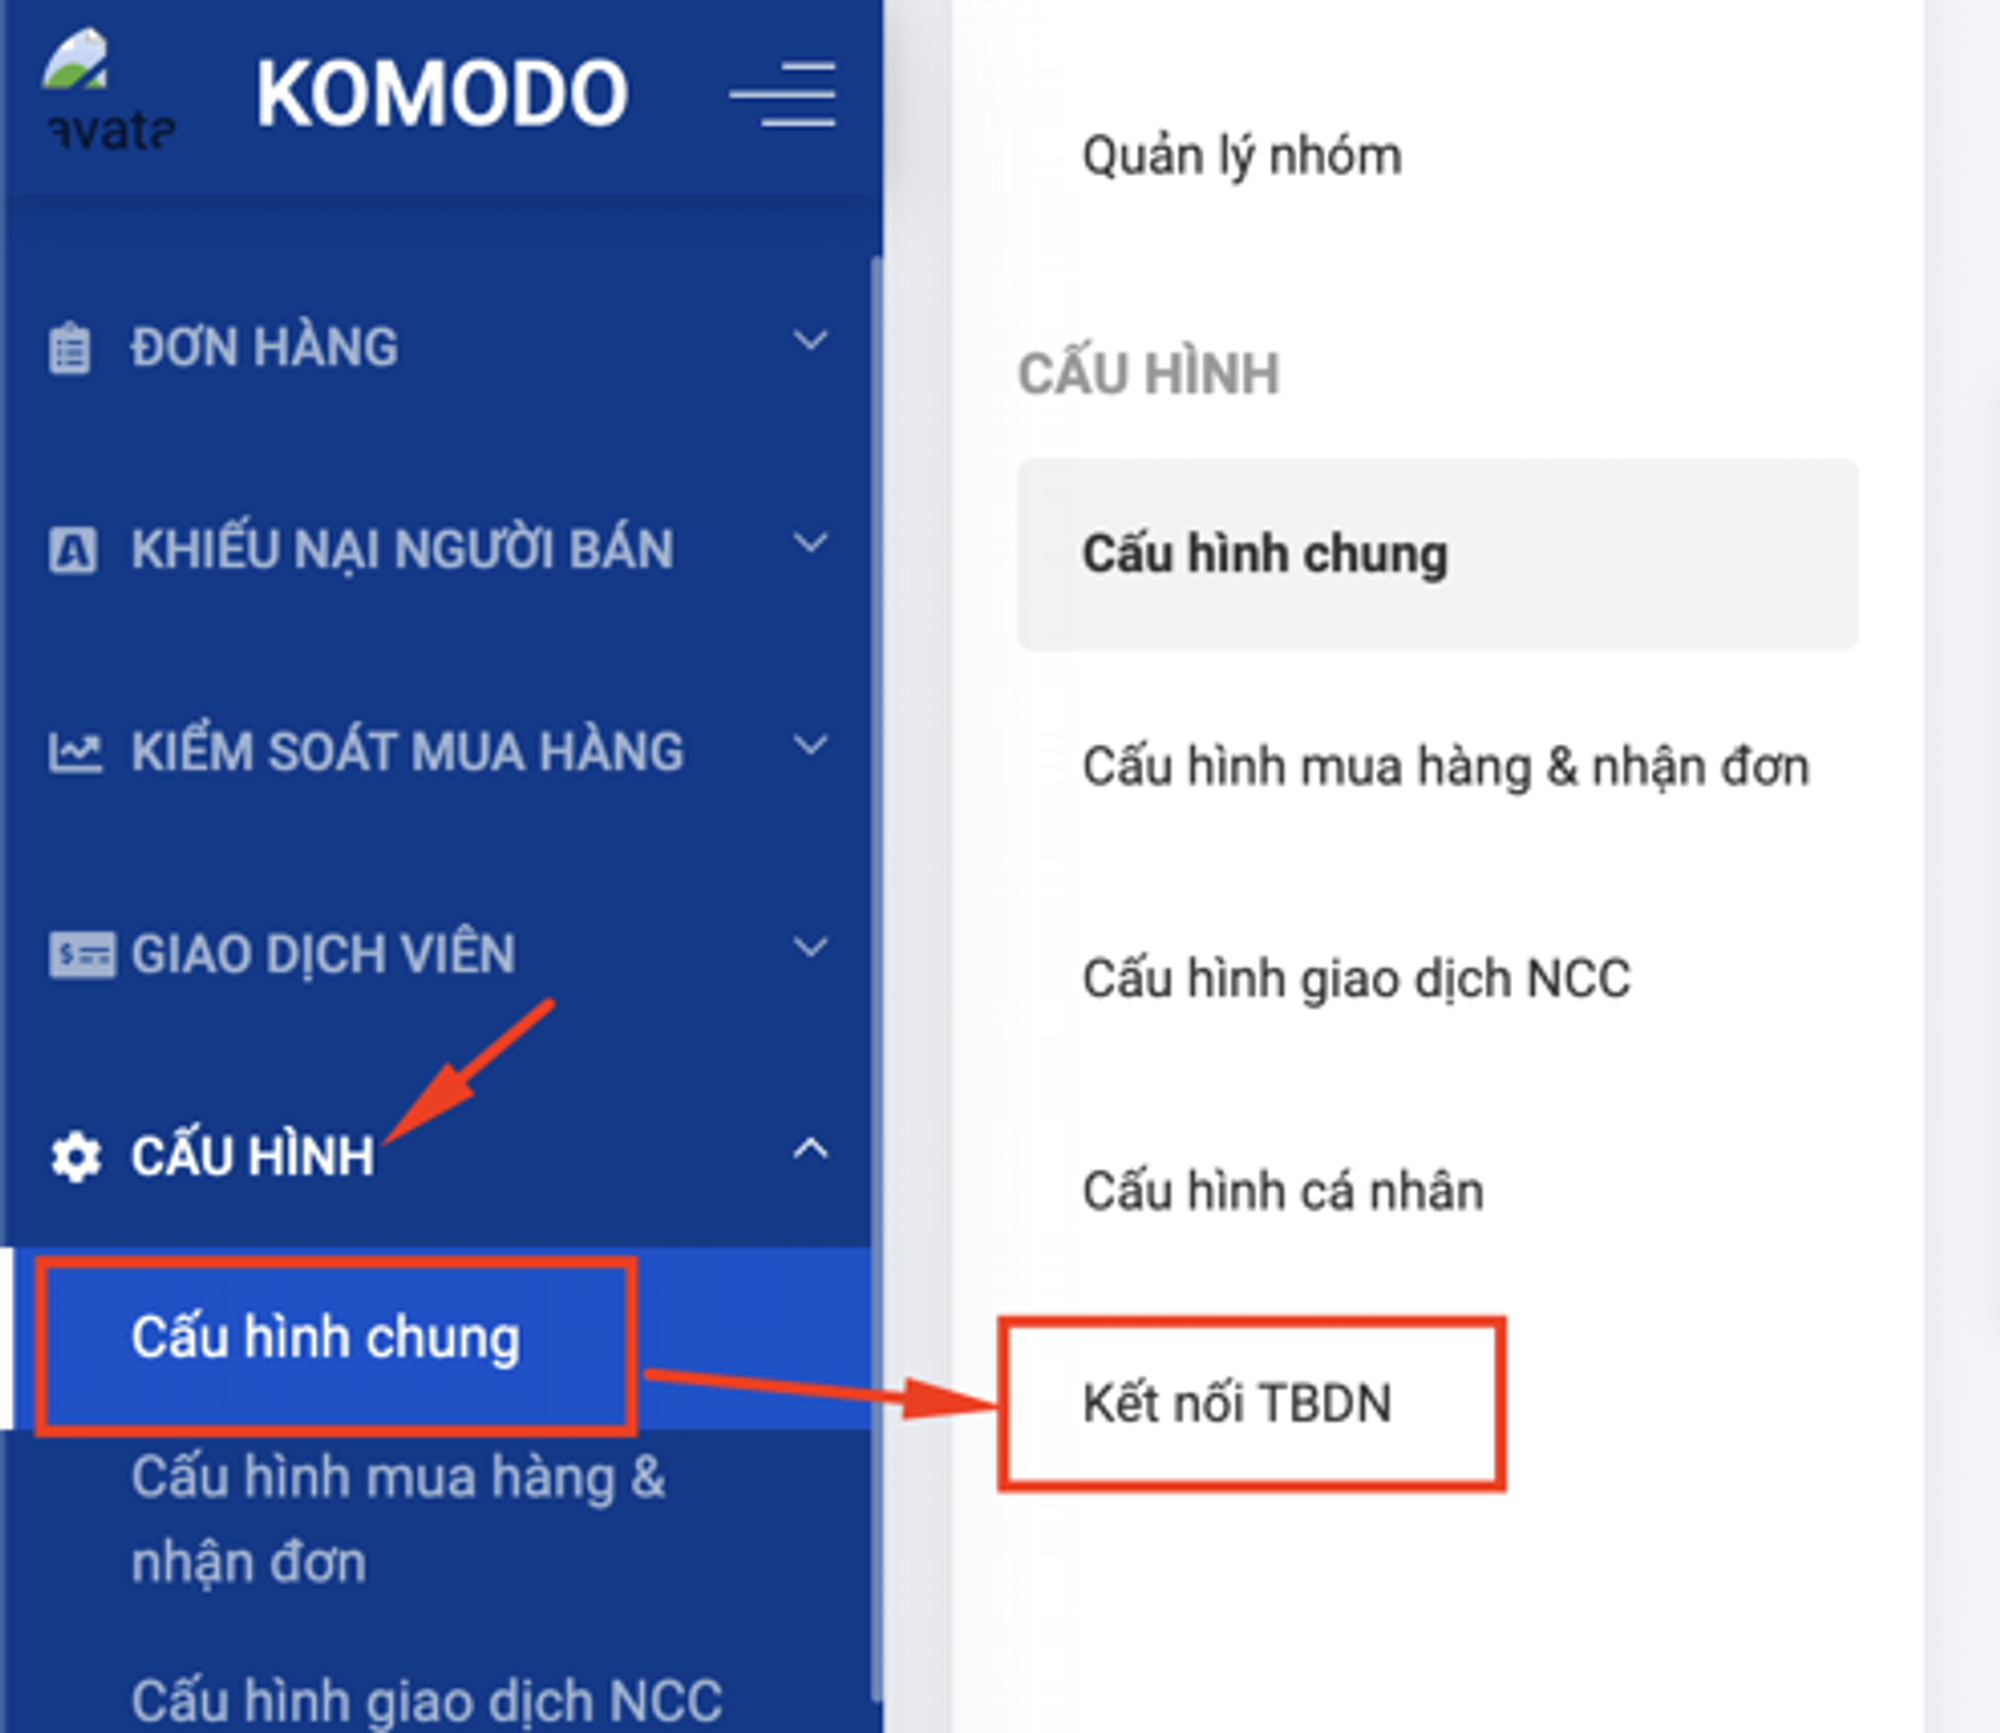 avata
KOMODO
ĐƠN HÀNG
KHIẾU NẠI NGƯỜI BÁN
KIỂM SOÁT MUA HÀNG
GIAO DỊCH VIÊN
CẤU HÌNH
Cấu hình chung
Cấu hình mua hàng &
nhận đơn
Cấu hình giao dịch NCC
Quản lý nhóm
CẤU HÌNH
Cấu hình chung
Cấu hình mua hàng & nhận đơn
Cấu hình giao dịch NCC
Cấu hình cá nhân
Kết nối TBDN